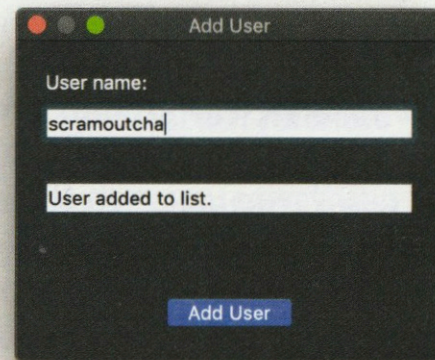 Add User
User name:
scramoutcha
User added to list.
Add User